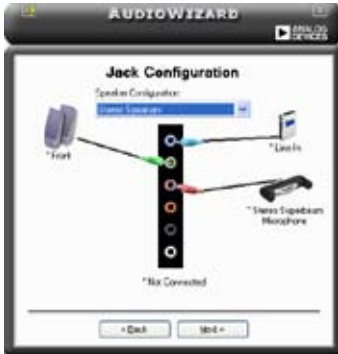 AUDIOWIZARD
ANALOG
DEVICES
Jack Configuration
Speaker Configuration:
Stereo Speakers
* Front
* Line In
* Stereo Superbeam
Microphone
* Not Connected
< Back
Next >